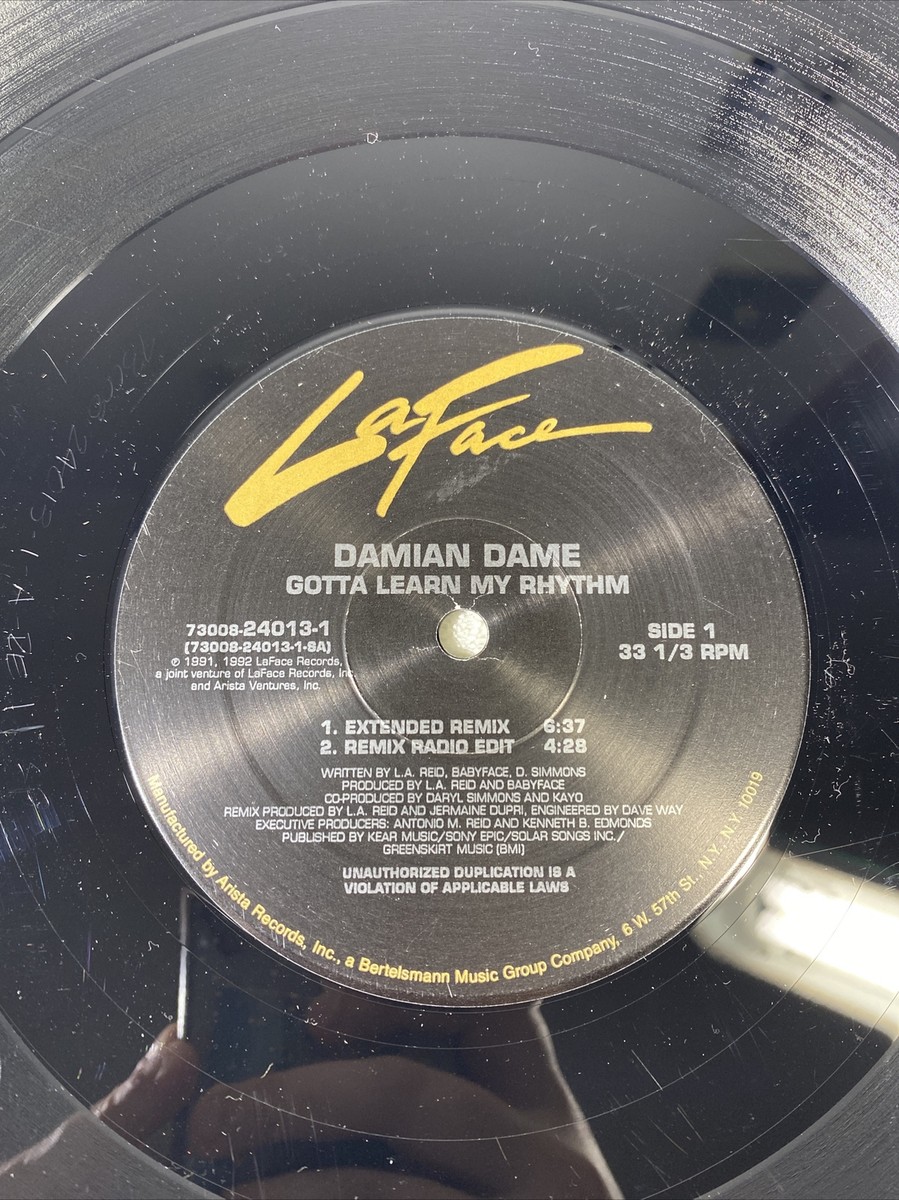 LaFace
DAMIAN DAME
GOTTA LEARN MY RHYTHM
73008-24013-1
(73008-24013-1-SA)
℗ 1991, 1992 LaFace Records,
a joint venture of LaFace Records, Inc.
and Arista Ventures, Inc.
SIDE 1
33 1/3 RPM
1. EXTENDED REMIX 6:37
2. REMIX RADIO EDIT 4:28
WRITTEN BY L.A. REID, BABYFACE, D. SIMMONS
PRODUCED BY L.A. REID AND BABYFACE
CO-PRODUCED BY DARYL SIMMONS AND KAYO
REMIX PRODUCED BY L.A. REID AND JERMAINE DUPRI, ENGINEERED BY DAVE WAY
EXECUTIVE PRODUCERS: ANTONIO M. REID AND KENNETH B. EDMONDS
PUBLISHED BY KEAR MUSIC/SONY EPIC/SOLAR SONGS INC./
GREENSKIRT MUSIC (BMI)
UNAUTHORIZED DUPLICATION IS A
VIOLATION OF APPLICABLE LAWS
Manufactured by Arista Records, Inc., a Bertelsmann Music Group Company, 6 W. 57th St., N.Y. N.Y. 10019